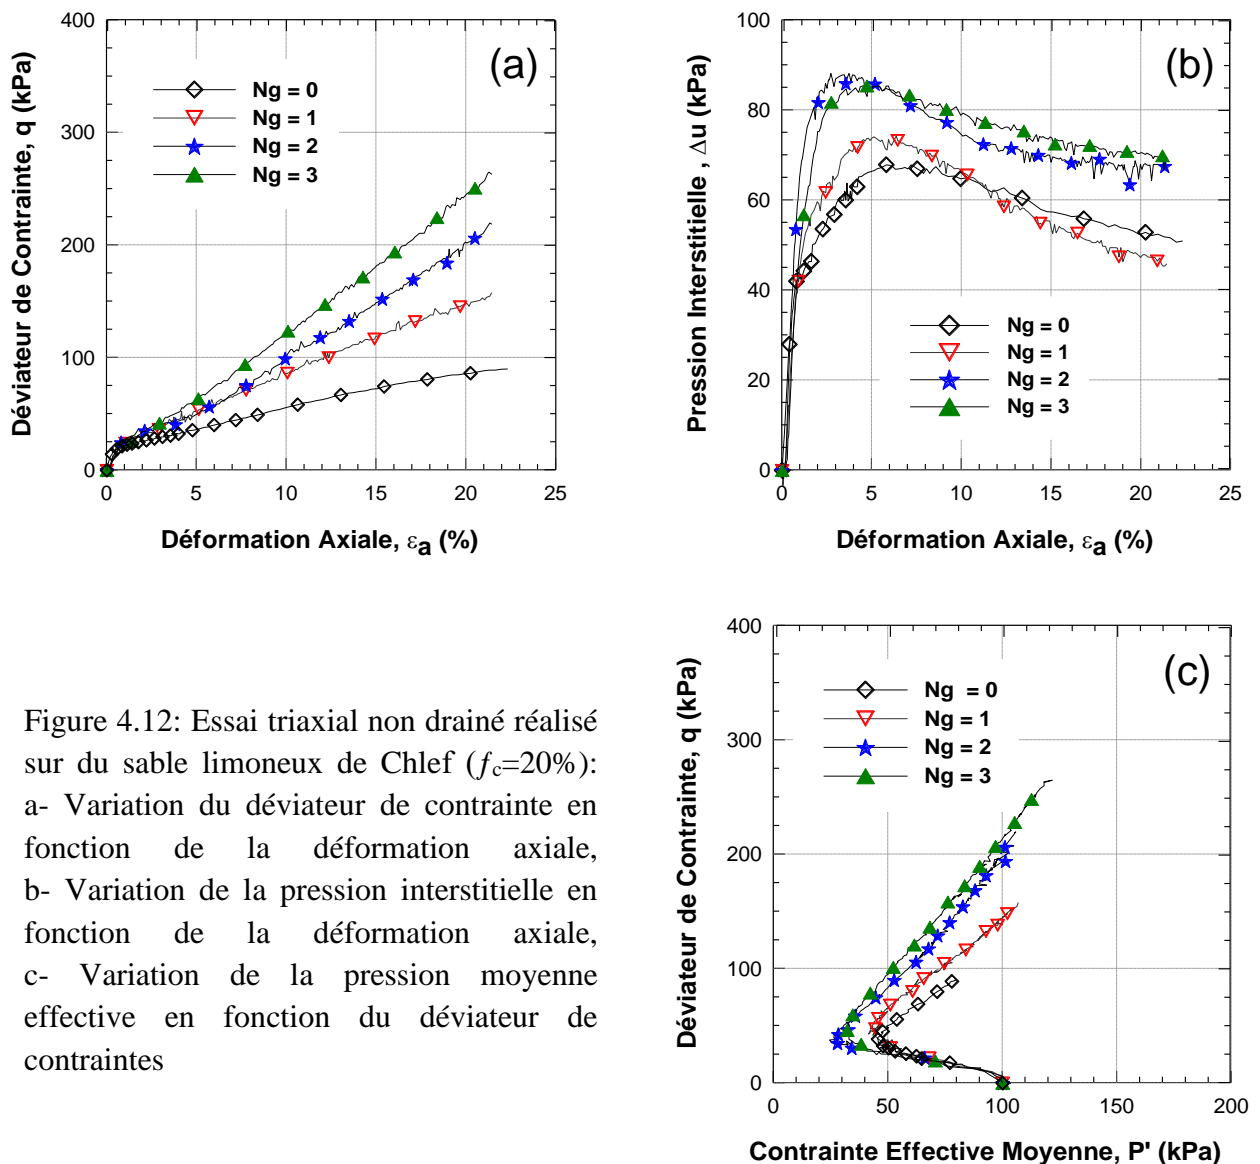 400
300
200
100
0
0 5 10 15 20 25
Déviateur de Contrainte, q (kPa)
Déformation Axiale, εa (%)
(a)
Ng = 0
Ng = 1
Ng = 2
Ng = 3
100
80
60
40
20
0
0 5 10 15 20 25
Pression Interstitielle , Δu (kPa)
Déformation Axiale, εa (%)
(b)
Ng = 0
Ng = 1
Ng = 2
Ng = 3
Figure 4.12: Essai triaxial non drainé réalisé
sur du sable limoneux de Chlef (fc=20%):
a- Variation du déviateur de contrainte en
fonction de la déformation axiale,
b- Variation de la pression interstitielle en
fonction de la déformation axiale,
c- Variation de la pression moyenne
effective en fonction du déviateur de
contraintes
400
300
200
100
0
0 50 100 150 200
Déviateur de Contrainte, q (kPa)
Contrainte Effective Moyenne, P' (kPa)
(c)
Ng = 0
Ng = 1
Ng = 2
Ng = 3